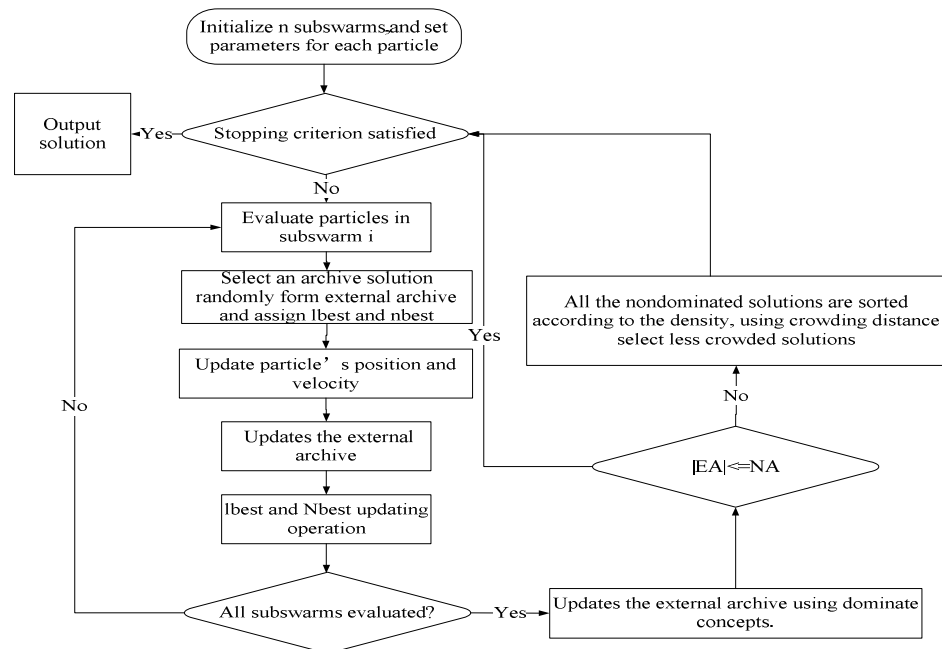 Initialize n subswarms,and set
parameters for each particle
Output
solution
Yes
Stopping criterion satisfied
No
Evaluate particles in
subswarm i
Select an archive solution
randomly form external archive
and assign lbest and nbest
Yes
All the nondominated solutions are sorted
according to the density, using crowding distance
select less crowded solutions
Update particle’s position and
velocity
No
No
Updates the external
archive
|EA|<=NA
lbest and Nbest updating
operation
All subswarms evaluated?
Yes
Updates the external archive using dominate
concepts.